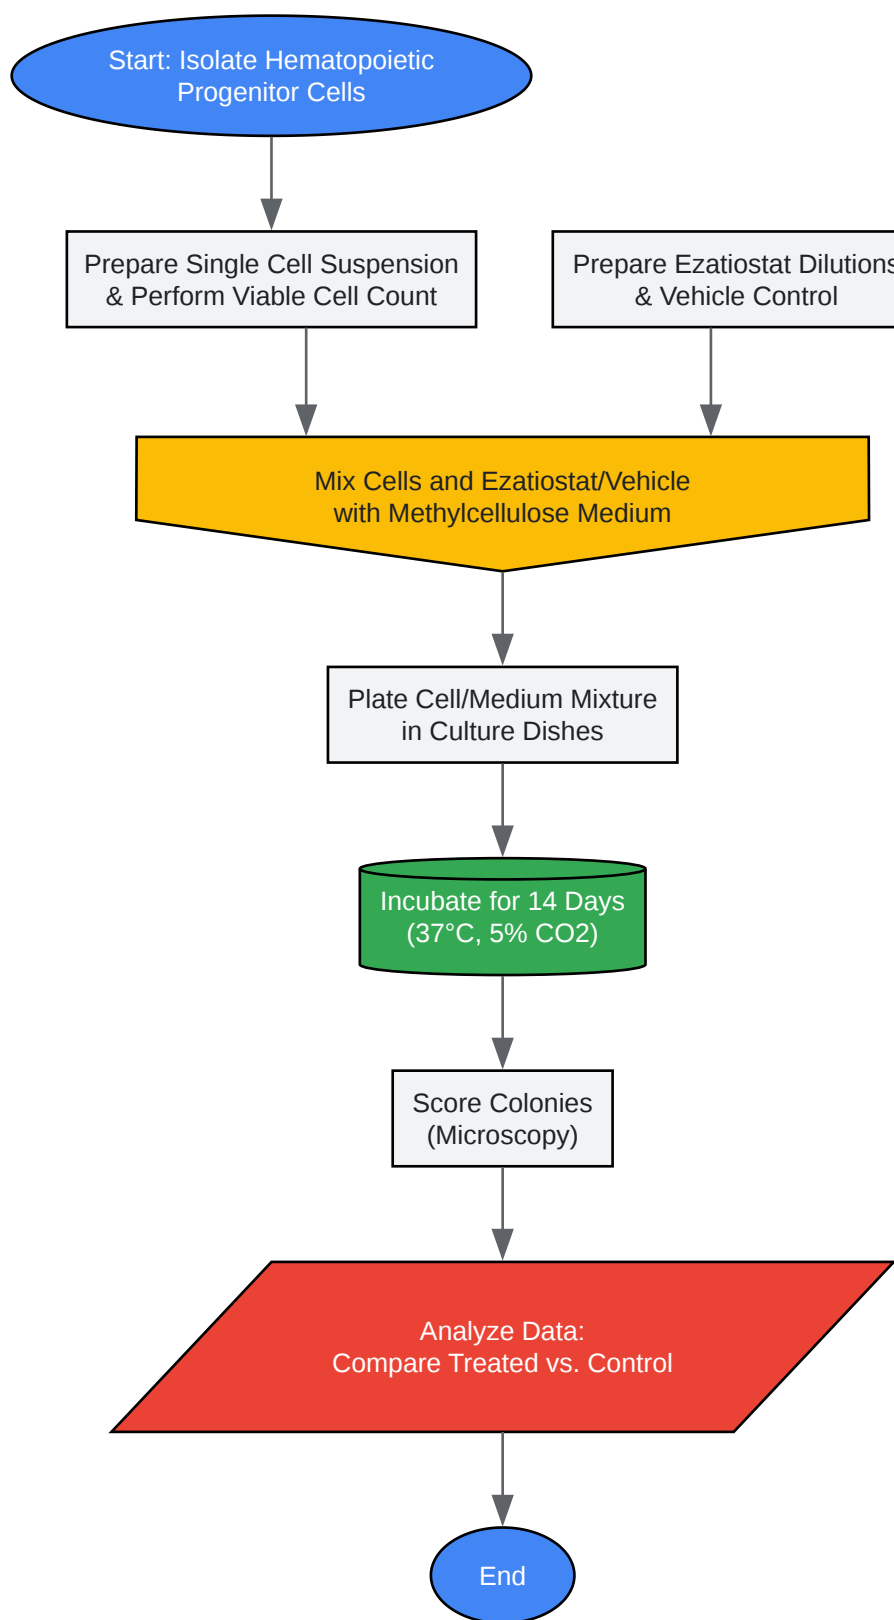 Start: Isolate Hematopoietic
Progenitor Cells
Prepare Single Cell Suspension
& Perform Viable Cell Count
Prepare Ezatiostat Dilutions
& Vehicle Control
Mix Cells and Ezatiostat/Vehicle
with Methylcellulose Medium
Plate Cell/Medium Mixture
in Culture Dishes
Incubate for 14 Days
(37°C, 5% CO2)
Score Colonies
(Microscopy)
Analyze Data:
Compare Treated vs. Control
End